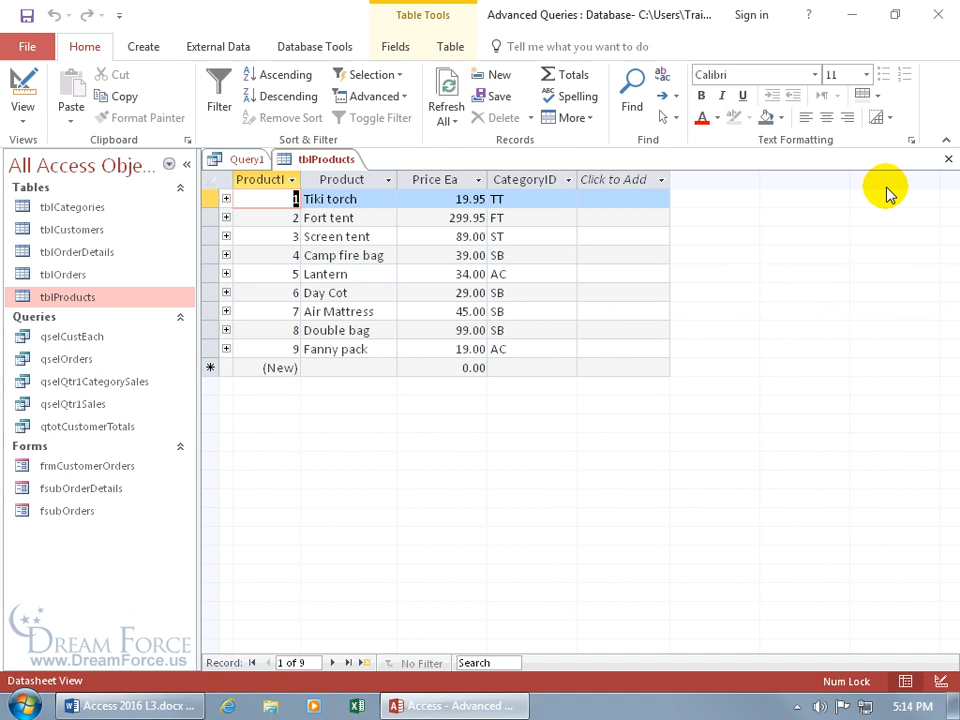 Table Tools
Advanced Queries : Database- C:\Users\Trai...
Sign in
?
File
Home
Create
External Data
Database Tools
Fields
Table
Tell me what you want to do
View
Paste
Cut
Copy
Format Painter
Filter
Ascending
Descending
Remove Sort
Selection
Advanced
Toggle Filter
Refresh
All
New
Save
Delete
Totals
Spelling
More
Find
Calibri
11
B I U
Views
Clipboard
Sort & Filter
Records
Find
Text Formatting
All Access Obje...
Tables
tblCategories
tblCustomers
tblOrderDetails
tblOrders
tblProducts
Queries
qselCustEach
qselOrders
qselQtr1CategorySales
qselQtr1Sales
qtotCustomerTotals
Forms
frmCustomerOrders
fsubOrderDetails
fsubOrders
Query1
tblProducts
ProductI Product Price Ea CategoryID Click to Add
1 Tiki torch 19.95 TT
2 Fort tent 299.95 FT
3 Screen tent 89.00 ST
4 Camp fire bag 39.00 SB
5 Lantern 34.00 AC
6 Day Cot 29.00 SB
7 Air Mattress 45.00 SB
8 Double bag 99.00 SB
9 Fanny pack 19.00 AC
(New) 0.00
DREAM FORCE
www.DreamForce.us
Record: 1 of 9 No Filter Search
Datasheet View
Num Lock
Access 2016 L3.docx ...
Access - Advanced ...
5:14 PM